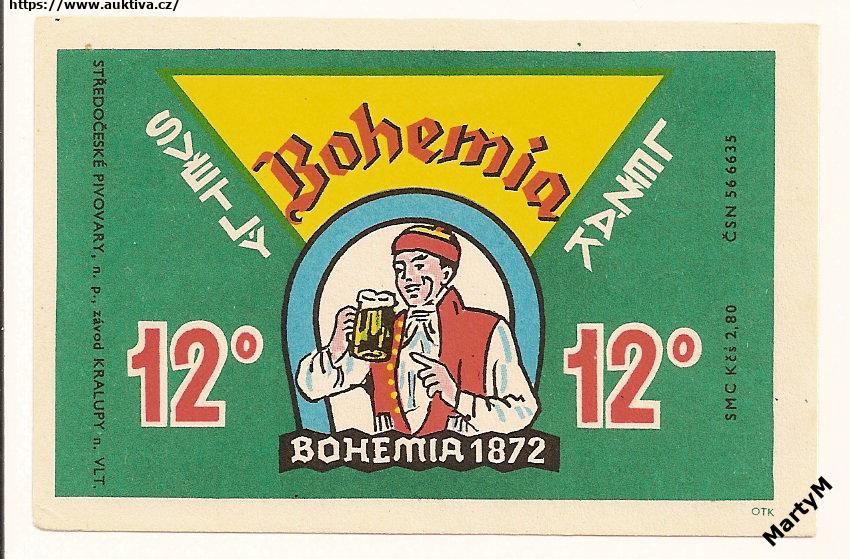 https://www.auktiva.cz/
STŘEDOČESKÉ PIVOVARY, n. p., závod KRALUPY n. VLT.
SVĚTLÝ
Bohemia
LEŽÁK
12°
12°
BOHEMIA 1872
SMC Kčs 2,80 ČSN 56 6635
OTK
MartyM